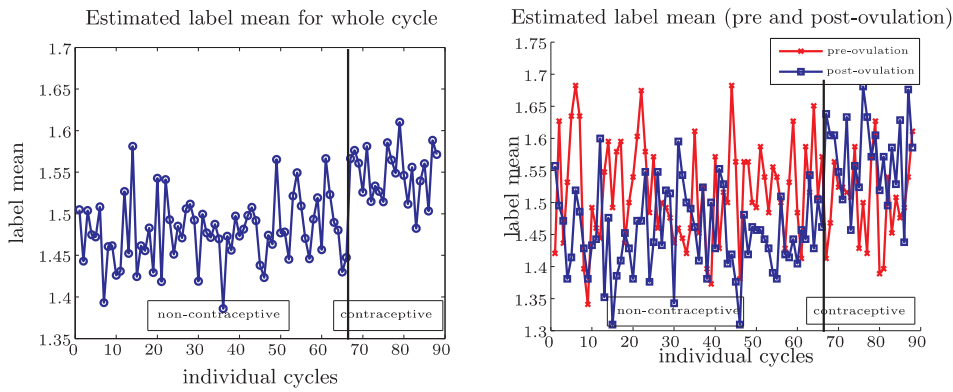 Estimated label mean for whole cycle
1.7
1.65
1.6
1.55
1.5
1.45
1.4
1.35
label mean
non-contraceptive
contraceptive
0 10 20 30 40 50 60 70 80 90
individual cycles
Estimated label mean (pre and post-ovulation)
1.75
1.7
1.65
1.6
1.55
1.5
1.45
1.4
1.35
1.3
label mean
pre-ovulation
post-ovulation
non-contraceptive
contraceptive
0 10 20 30 40 50 60 70 80 90
individual cycles